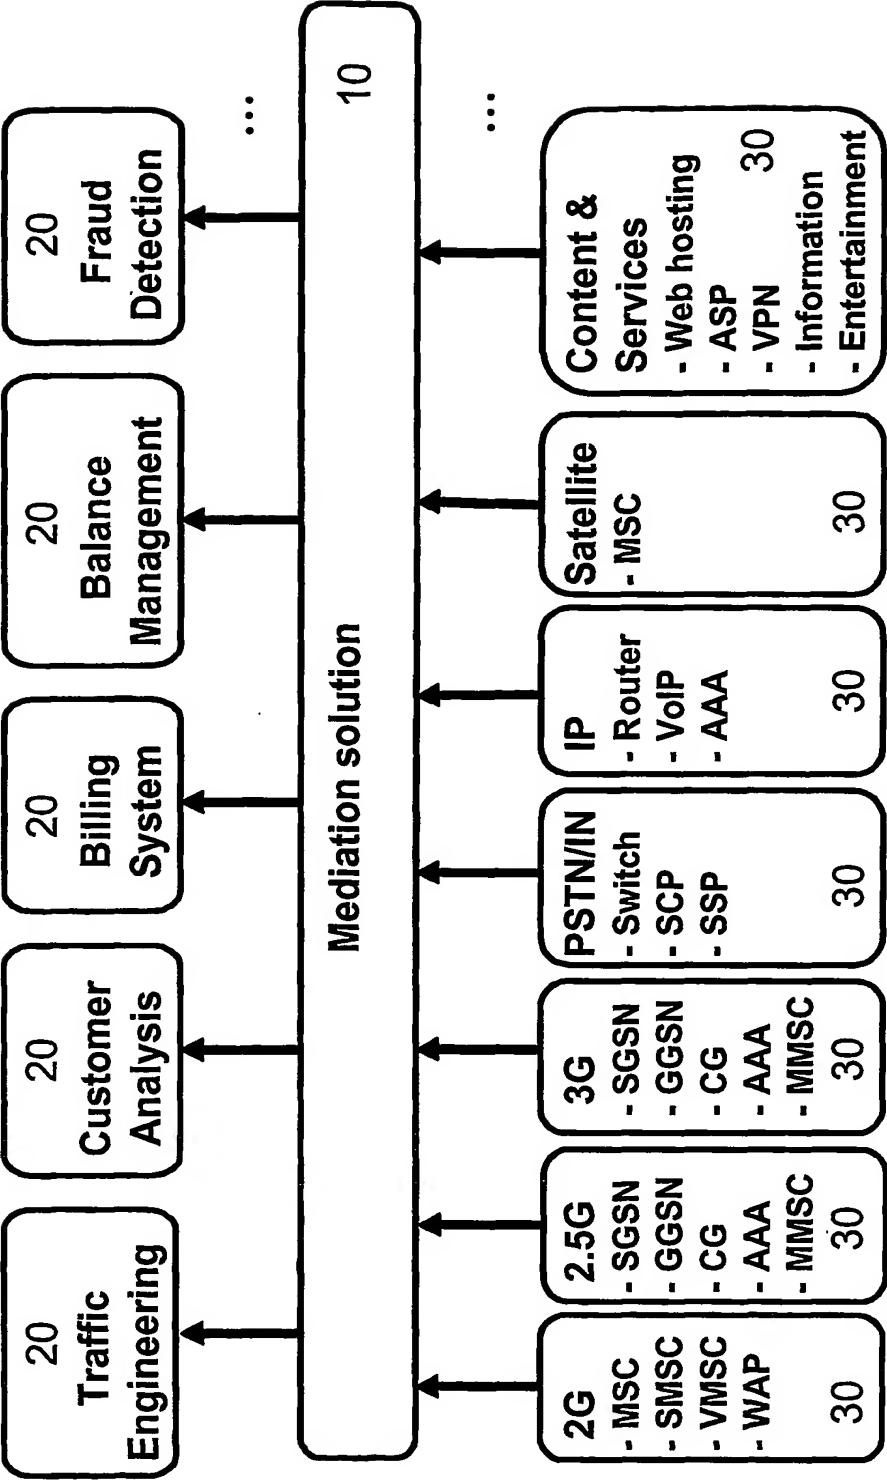 20
Traffic
Engineering
20
Customer
Analysis
20
Billing
System
20
Balance
Management
20
Fraud
Detection
...
Mediation solution 10
...
2G
- MSC
- SMSC
- VMSC
- WAP
30
2.5G
- SGSN
- GGSN
- CG
- AAA
- MMSC
30
3G
- SGSN
- GGSN
- CG
- AAA
- MMSC
30
PSTN/IN
- Switch
- SCP
- SSP
30
IP
- Router
- VoIP
- AAA
30
Satellite
- MSC
30
Content &
Services
- Web hosting
- ASP
- VPN 30
- Information
- Entertainment